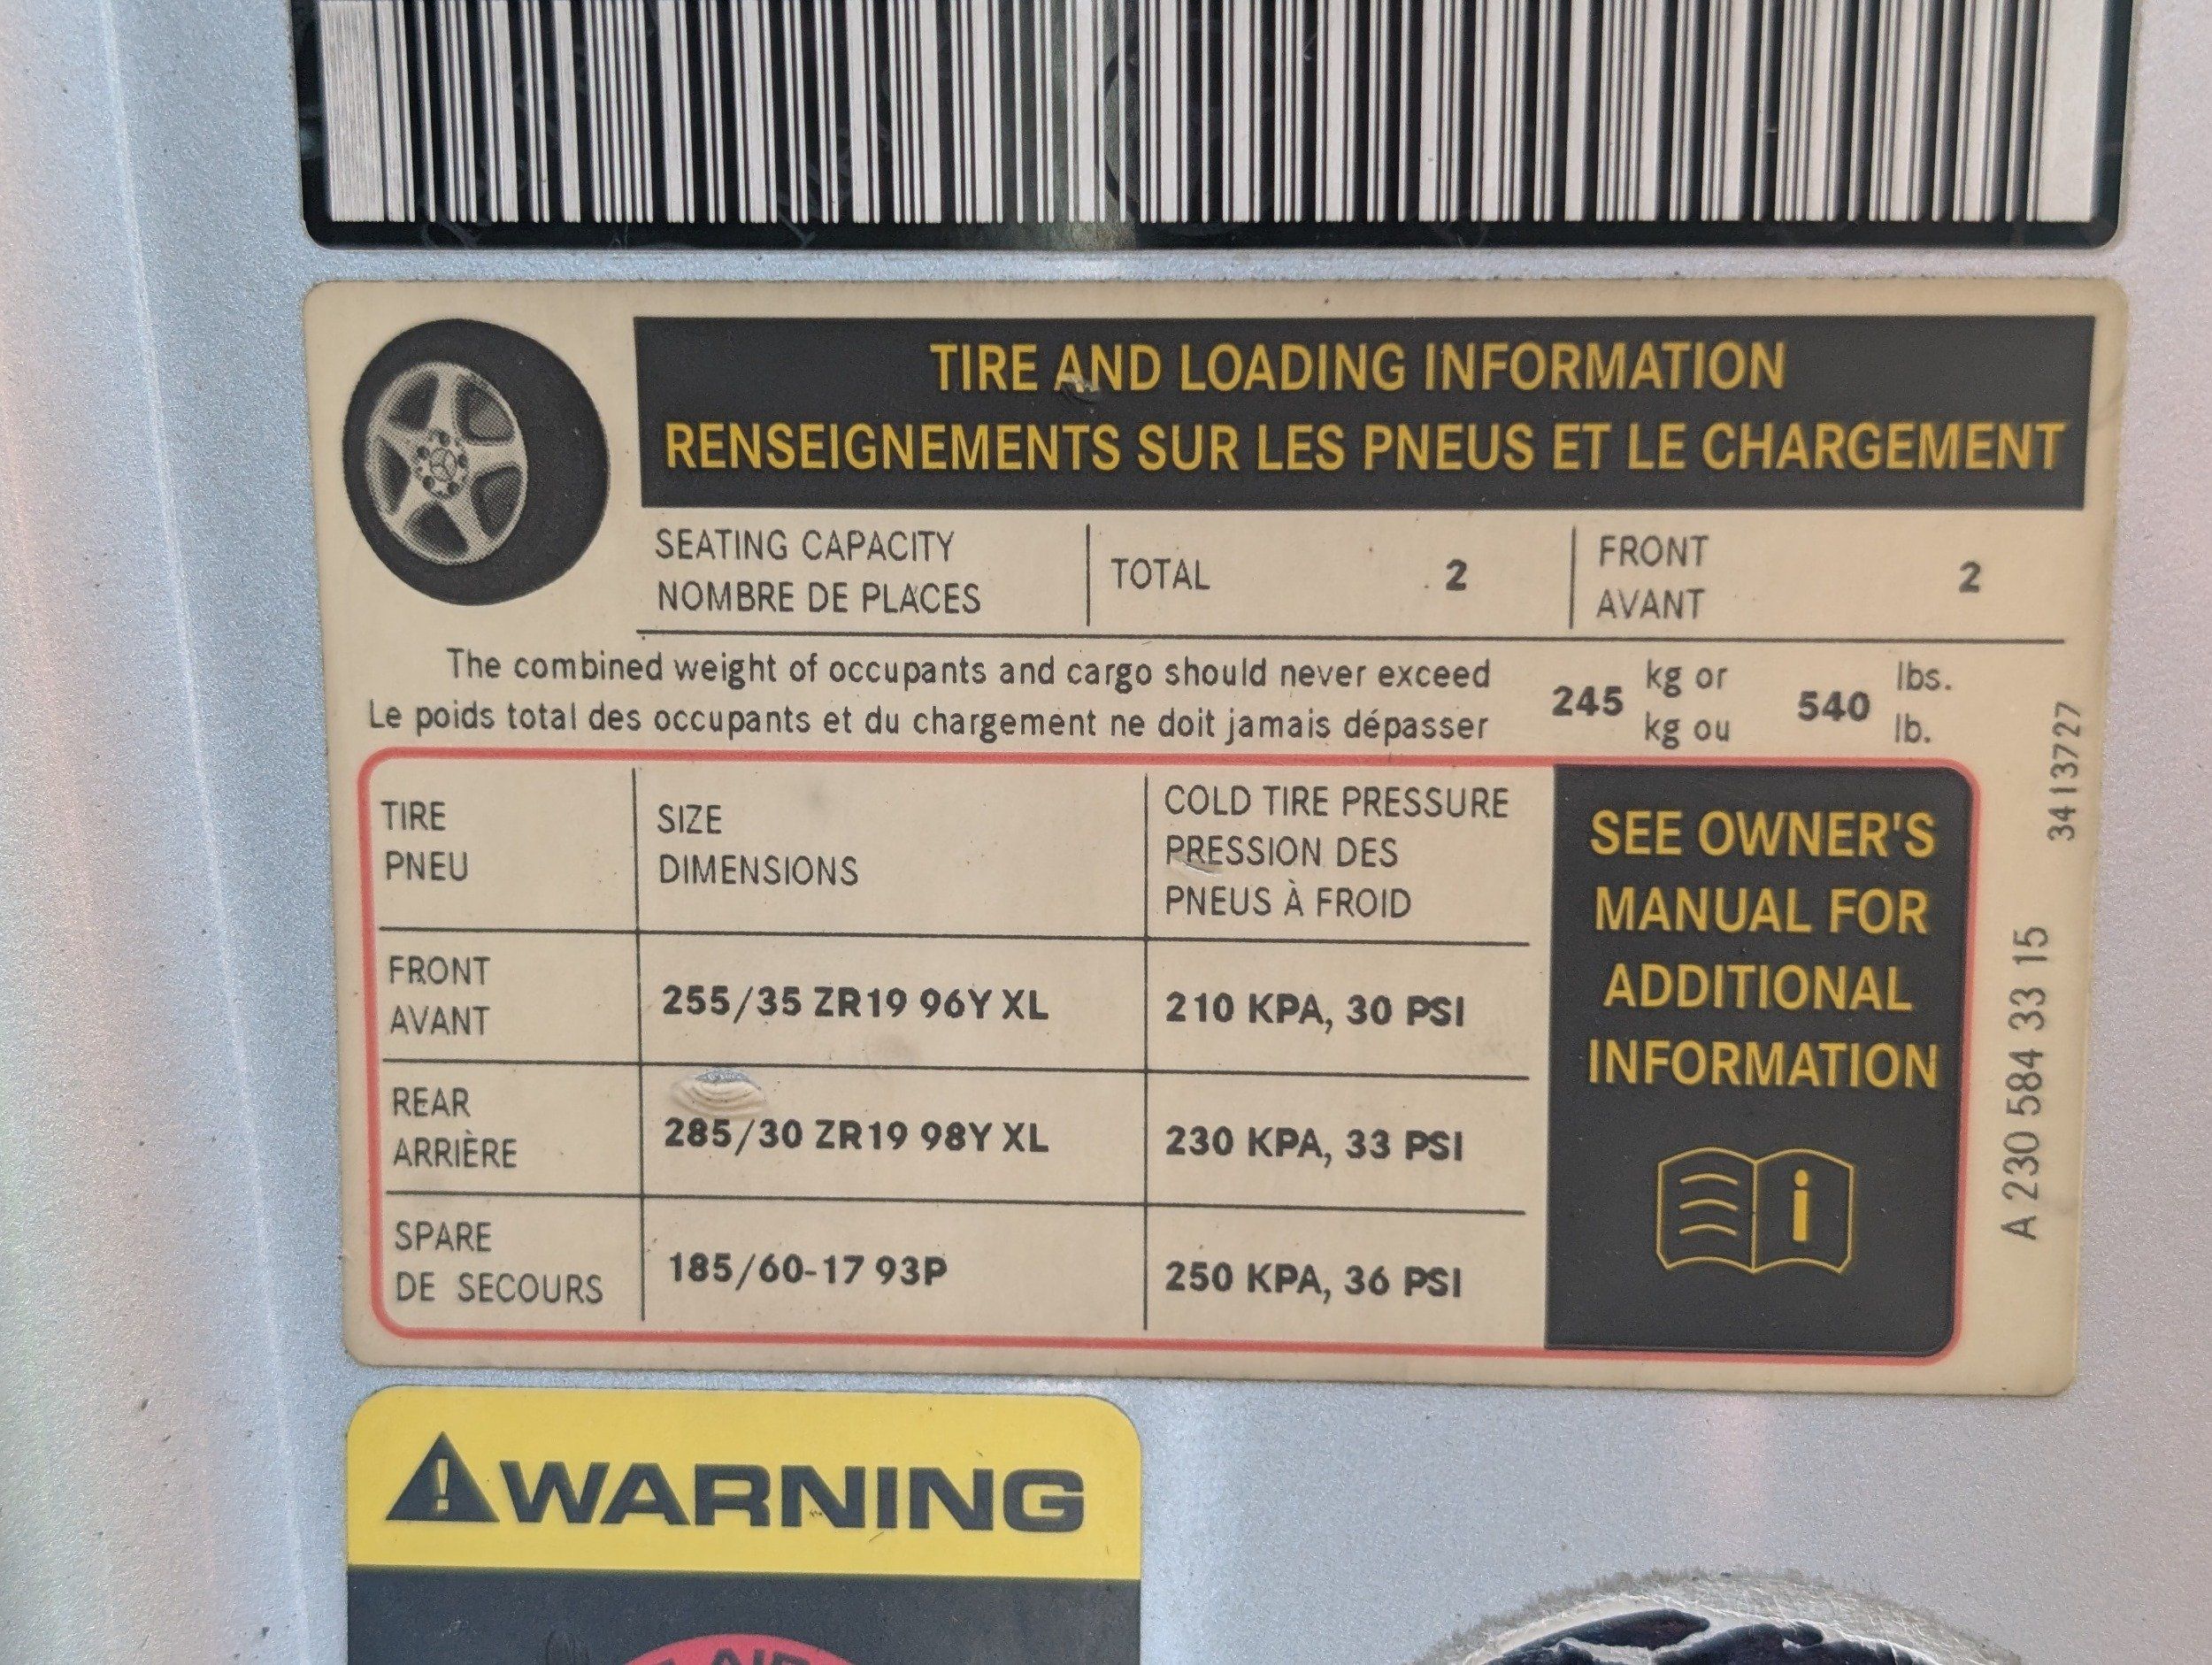 TIRE AND LOADING INFORMATION
RENSEIGNEMENTS SUR LES PNEUS ET LE CHARGEMENT
SEATING CAPACITY
NOMBRE DE PLACES
TOTAL 2
FRONT
AVANT
2
The combined weight of occupants and cargo should never exceed
Le poids total des occupants et du chargement ne doit jamais dépasser
245
kg or
kg ou
540
lbs.
lb.
TIRE
PNEU
SIZE
DIMENSIONS
COLD TIRE PRESSURE
PRESSION DES
PNEUS À FROID
FRONT
AVANT
255/35 ZR19 96Y XL
210 KPA, 30 PSI
REAR
ARRIÈRE
285/30 ZR19 98Y XL
230 KPA, 33 PSI
SPARE
DE SECOURS
185/60-17 93P
250 KPA, 36 PSI
SEE OWNER'S
MANUAL FOR
ADDITIONAL
INFORMATION
i
3413727
A 230 584 33 15
WARNING